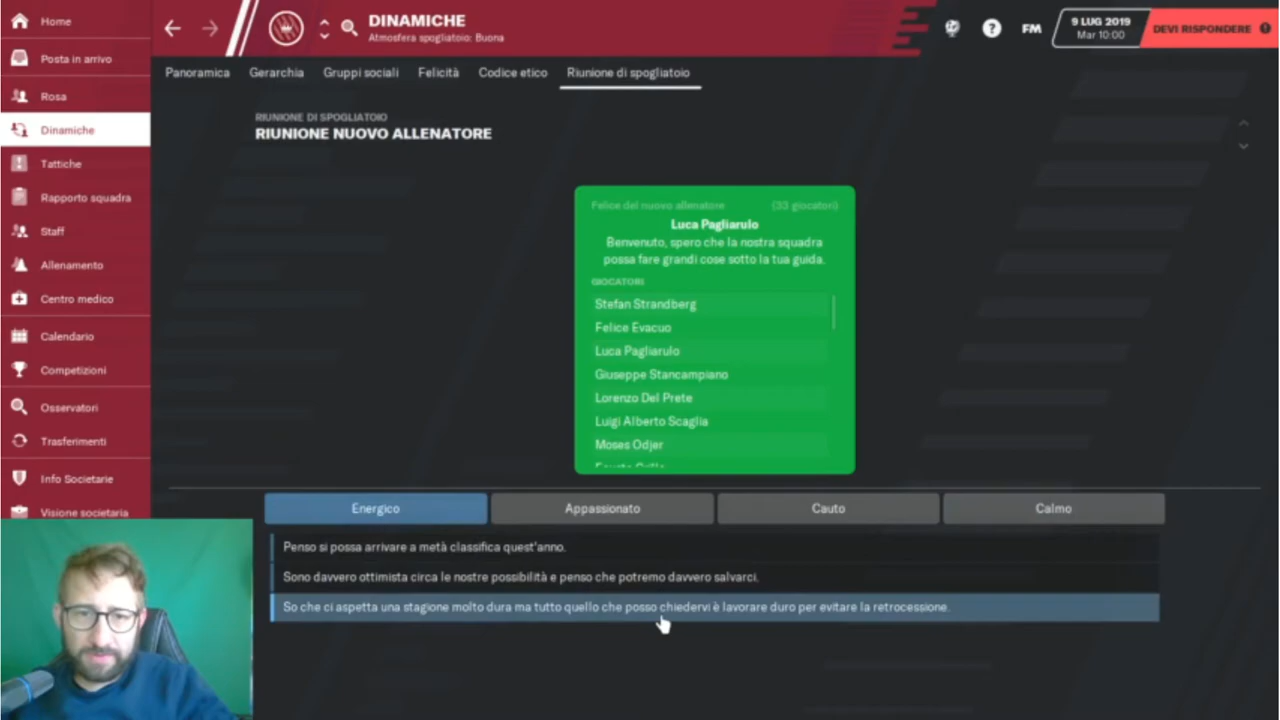 Home
Posta in arrivo
Rosa
Dinamiche
Tattiche
Rapporto squadra
Staff
Allenamento
Centro medico
Calendario
Competizioni
Osservatori
Trasferimenti
Info Societarie
Visione societaria
DINAMICHE
Atmosfera spogliatoio: Buona
FM
9 LUG 2019
Mar 10:00
DEVI RISPONDERE
Panoramica
Gerarchia
Gruppi sociali
Felicità
Codice etico
Riunione di spogliatoio
RIUNIONE DI SPOGLIATOIO
RIUNIONE NUOVO ALLENATORE
Felice del nuovo allenatore (33 giocatori)
Luca Pagliarulo
Benvenuto, spero che la nostra squadra
possa fare grandi cose sotto la tua guida.
GIOCATORI
Stefan Strandberg
Felice Evacuo
Luca Pagliarulo
Giuseppe Stancampiano
Lorenzo Del Prete
Luigi Alberto Scaglia
Moses Odjer
Energico
Appassionato
Cauto
Calmo
Penso si possa arrivare a metà classifica quest'anno.
Sono davvero ottimista circa le nostre possibilità e penso che potremo davvero salvarci.
So che ci aspetta una stagione molto dura ma tutto quello che posso chiedervi è lavorare duro per evitare la retrocessione.